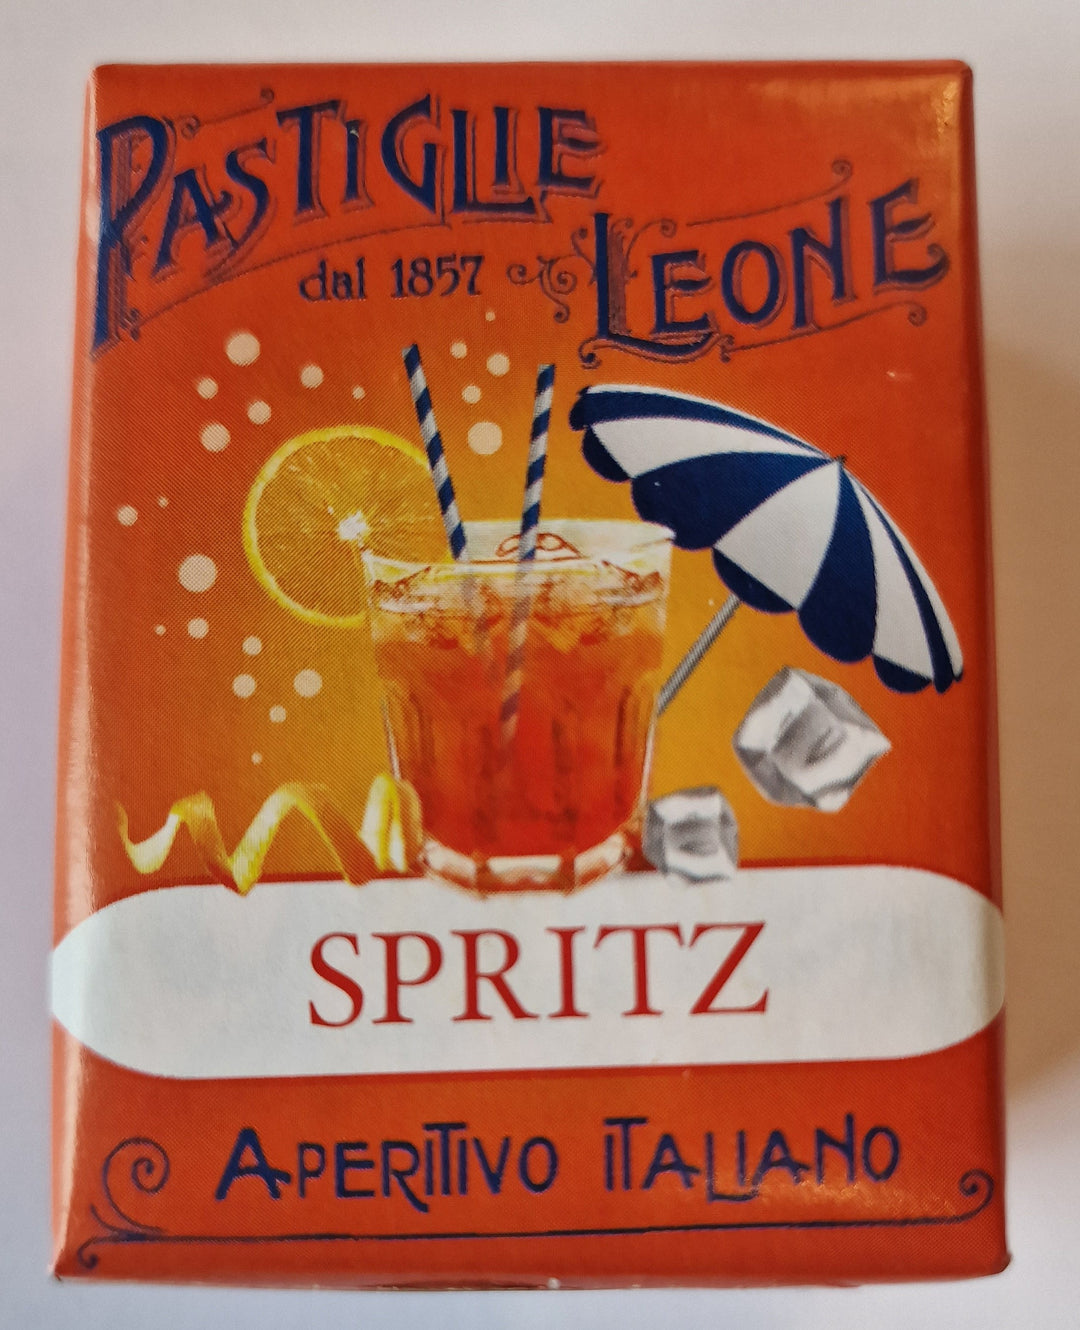 PASTIGLIE
LEONE
dal 1857
SPRITZ
APERITIVO ITALIANO